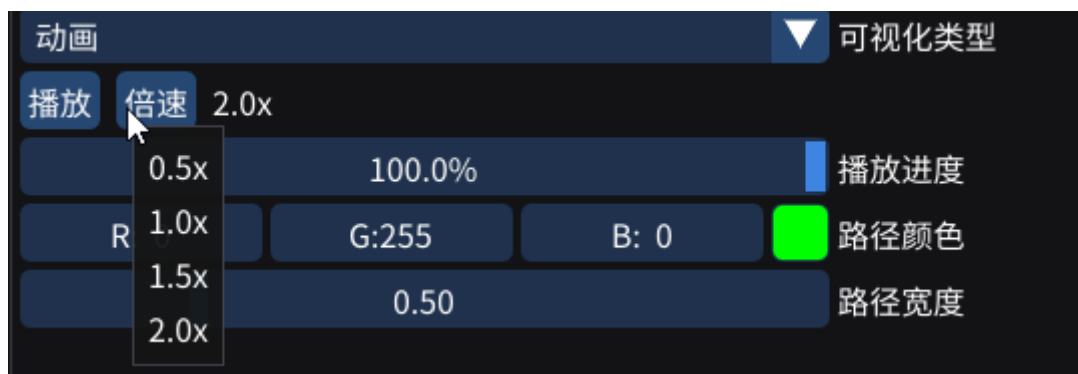 动画 可视化类型
播放 倍速 2.0x
0.5x
100.0% 播放进度
1.0x
R: 0 G:255 B: 0 路径颜色
1.5x
0.50 路径宽度
2.0x